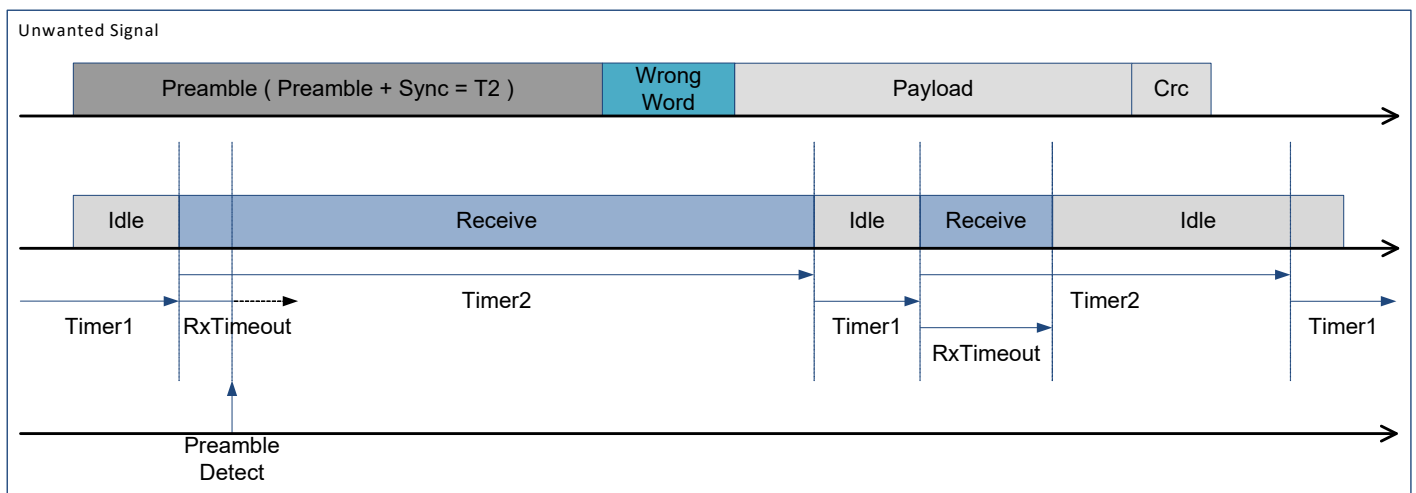 Unwanted Signal
Preamble ( Preamble + Sync = T2 )
Wrong
Word
Payload
Crc
Idle
Receive
Idle
Receive
Idle
Timer2
Timer2
Timer1
RxTimeout
Timer1
Timer1
RxTimeout
Preamble
Detect